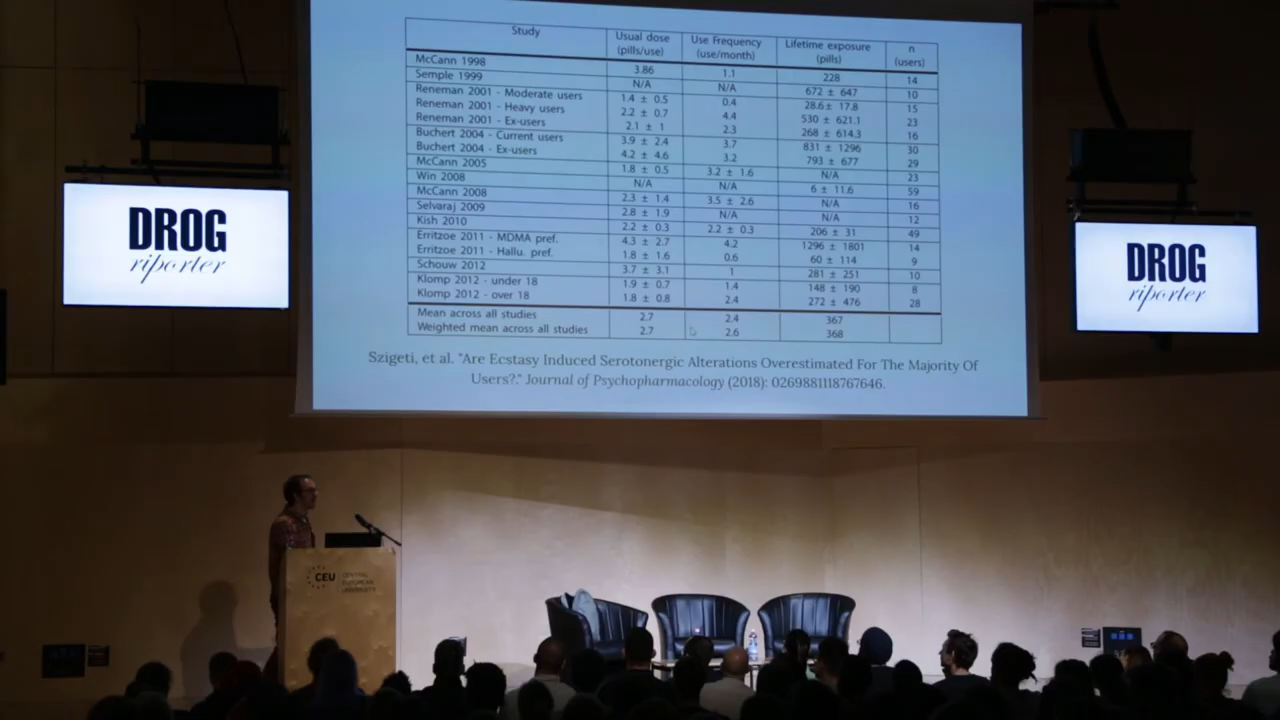 Study Usual dose (pills/use) Use Frequency (use/month) Lifetime exposure (pills) n (users)
McCann 1998 3.86 1.1 228 14
Semple 1999 N/A N/A 672 ± 647 10
Reneman 2001 - Moderate users 1.4 ± 0.5 0.4 28.6± 17.8 15
Reneman 2001 - Heavy users 2.2 ± 0.7 4.4 530 ± 621.1 23
Reneman 2001 - Ex-users 2.1 ± 1 2.3 268 ± 614.3 16
Buchert 2004 - Current users 3.9 ± 2.4 3.7 831 ± 1296 30
Buchert 2004 - Ex-users 4.2 ± 4.6 3.2 793 ± 677 29
McCann 2005 1.8 ± 0.5 3.2 ± 1.6 N/A 23
Win 2008 N/A N/A 6 ± 11.6 59
McCann 2008 2.3 ± 1.4 3.5 ± 2.6 N/A 16
Selvaraj 2009 2.8 ± 1.9 N/A N/A 12
Kish 2010 2.2 ± 0.3 2.2 ± 0.3 206 ± 31 49
Erritzoe 2011 - MDMA pref. 4.3 ± 2.7 4.2 1296 ± 1801 14
Erritzoe 2011 - Hallu. pref. 1.8 ± 1.6 0.6 60 ± 114 9
Schouw 2012 3.7 ± 3.1 1 281 ± 251 10
Klomp 2012 - under 18 1.9 ± 0.7 1.4 148 ± 190 8
Klomp 2012 - over 18 1.8 ± 0.8 2.4 272 ± 476 28
Mean across all studies 2.7 2.4 367
Weighted mean across all studies 2.7 2.6 368
Szigeti, et al. "Are Ecstasy Induced Serotonergic Alterations Overestimated For The Majority Of
Users?." Journal of Psychopharmacology (2018): 0269881118767646.
DROG
riporter
DROG
riporter
CEU CENTRAL
EUROPEAN
UNIVERSITY